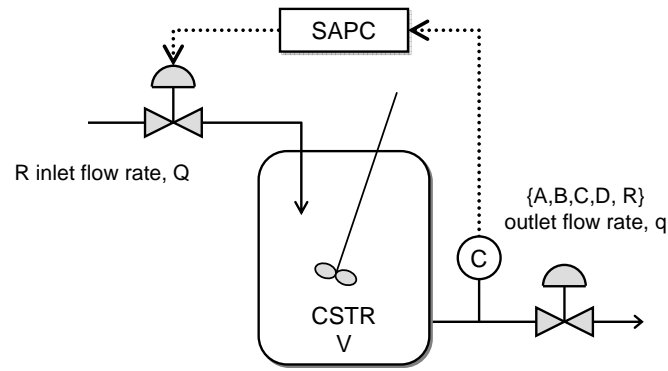 SAPC
R inlet flow rate, Q
{A,B,C,D, R}
outlet flow rate, q
C
CSTR
V